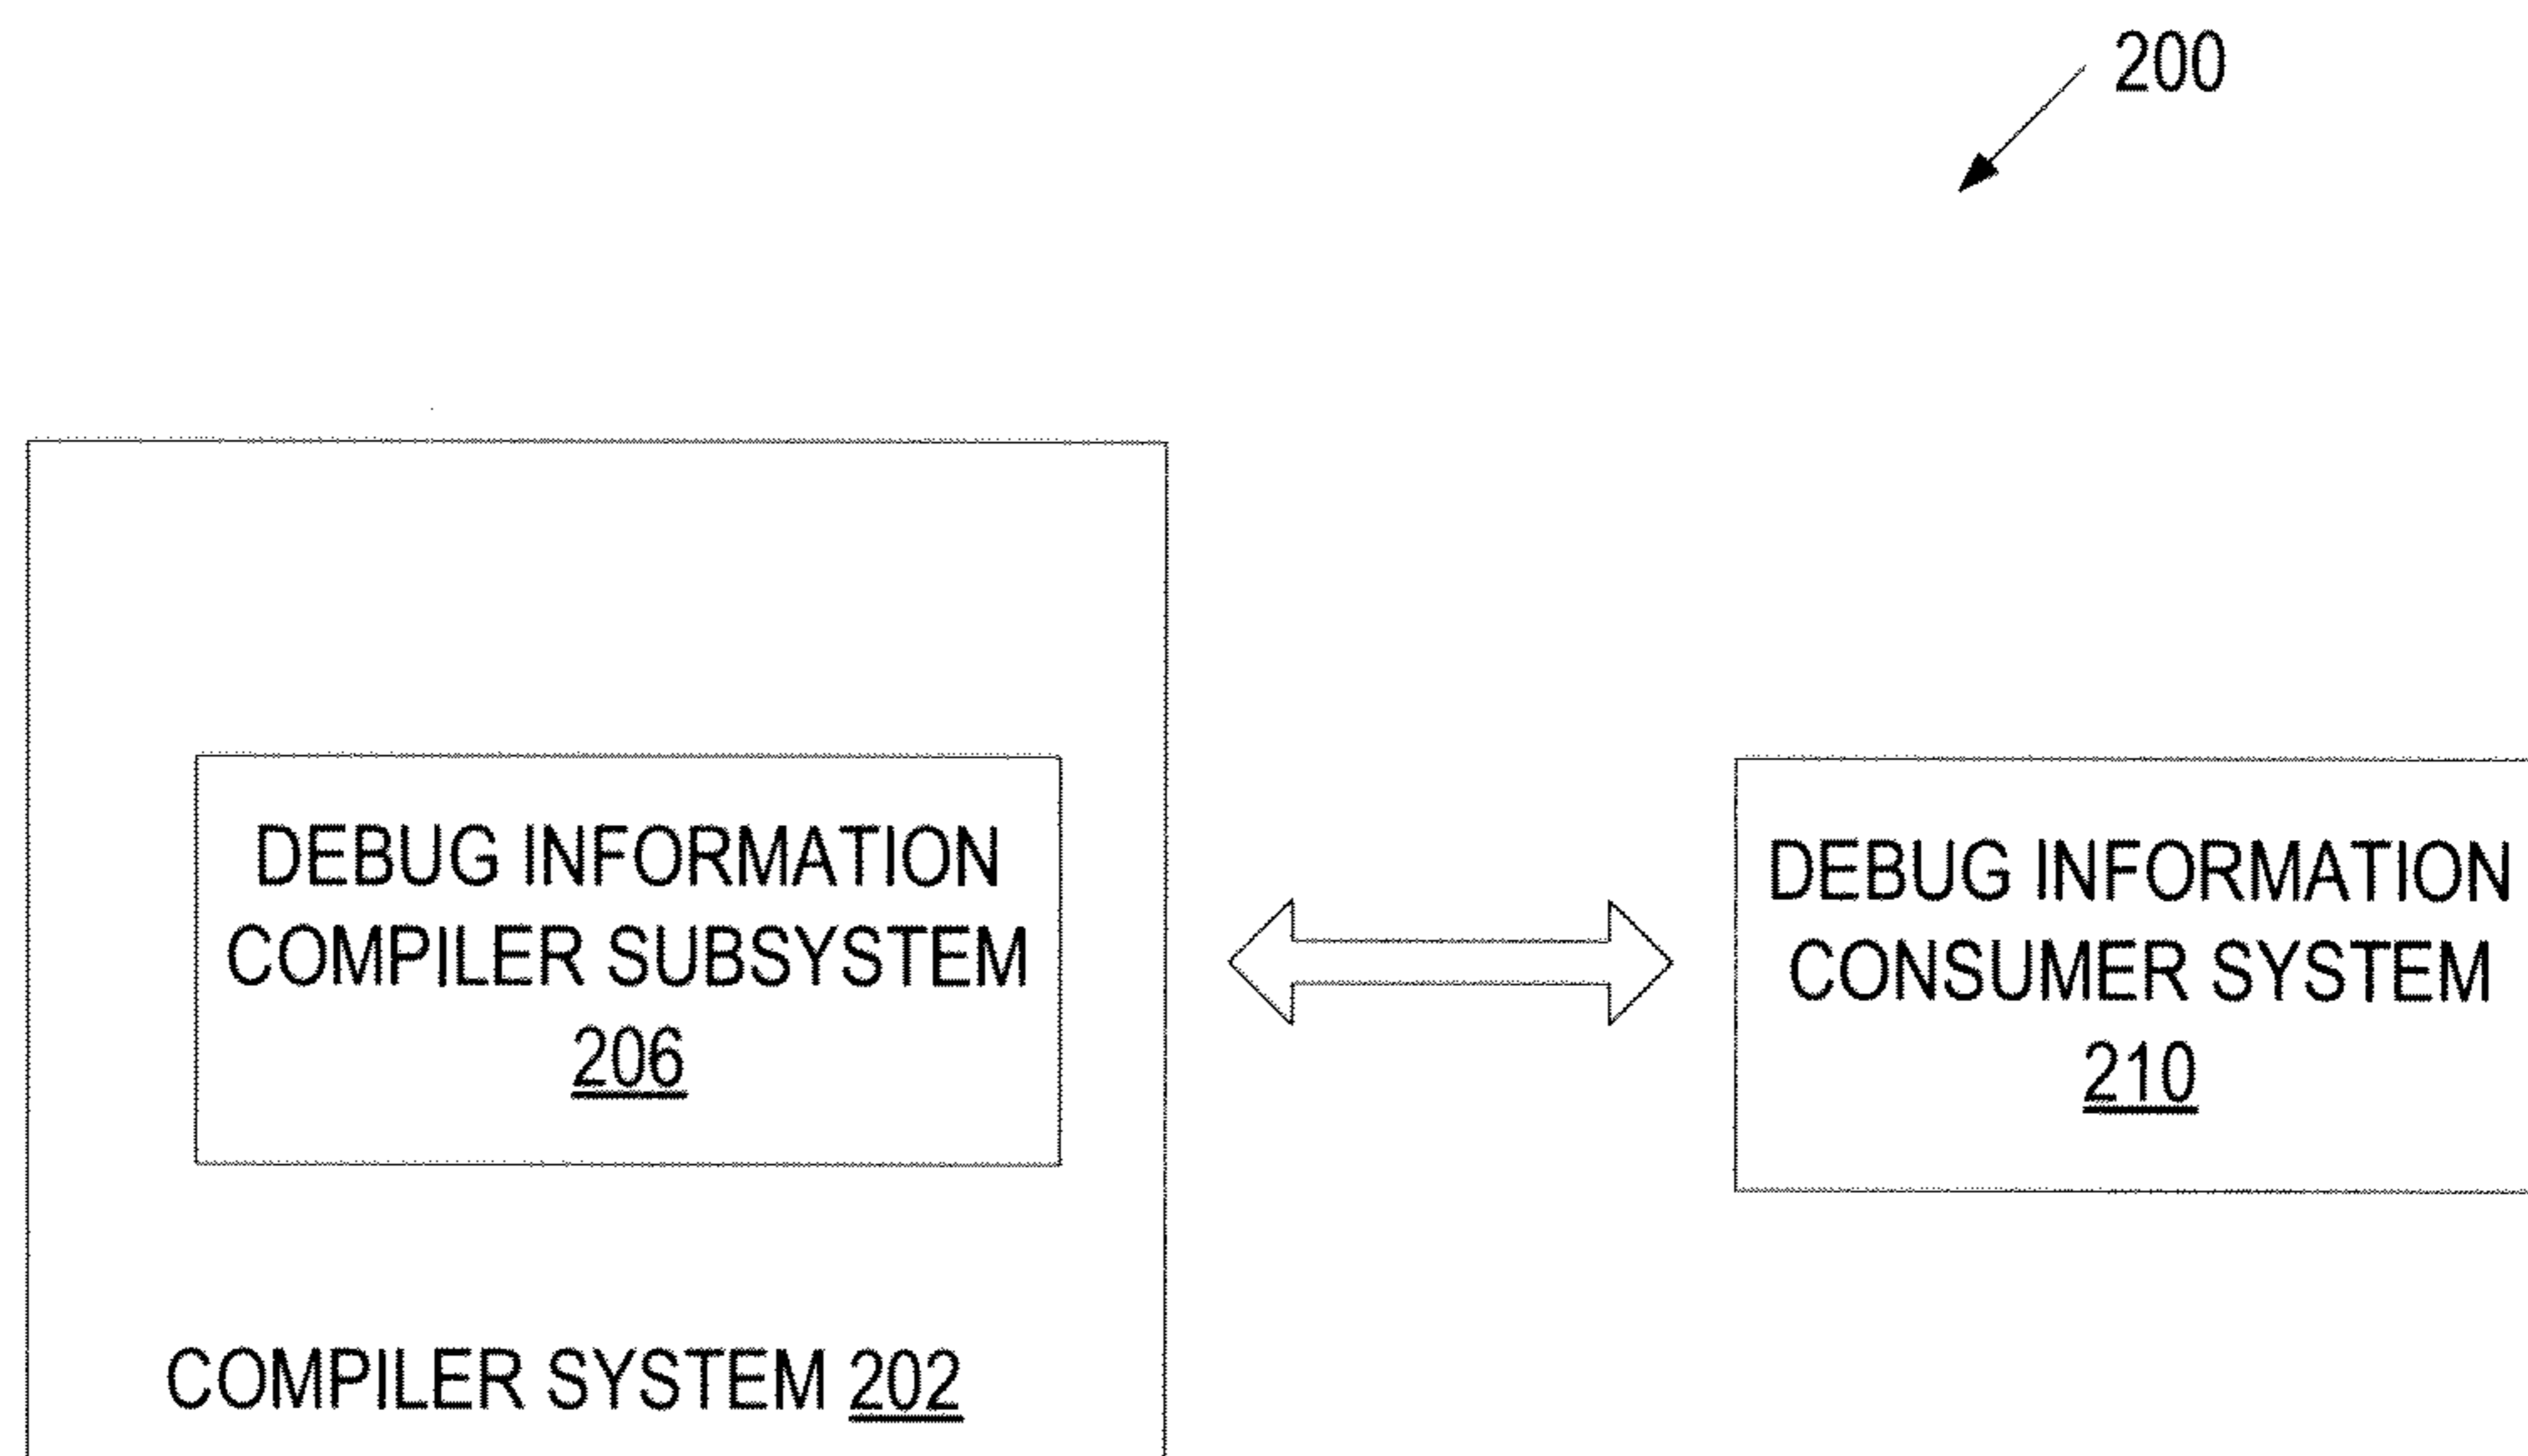 200
DEBUG INFORMATION
COMPILER SUBSYSTEM
206
DEBUG INFORMATION
CONSUMER SYSTEM
210
COMPILER SYSTEM 202